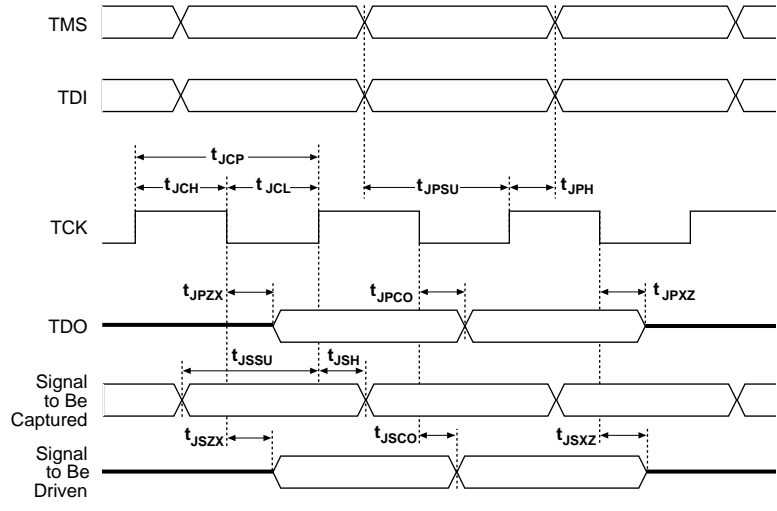 TMS
TDI
tJCP
tJCH
tJCL
tJPSU
tJPH
TCK
tJPZX
tJPCO
tJPXZ
TDO
tJSSU
tJSH
Signal
to Be
Captured
tJSZX
tJSCO
tJSXZ
Signal
to Be
Driven